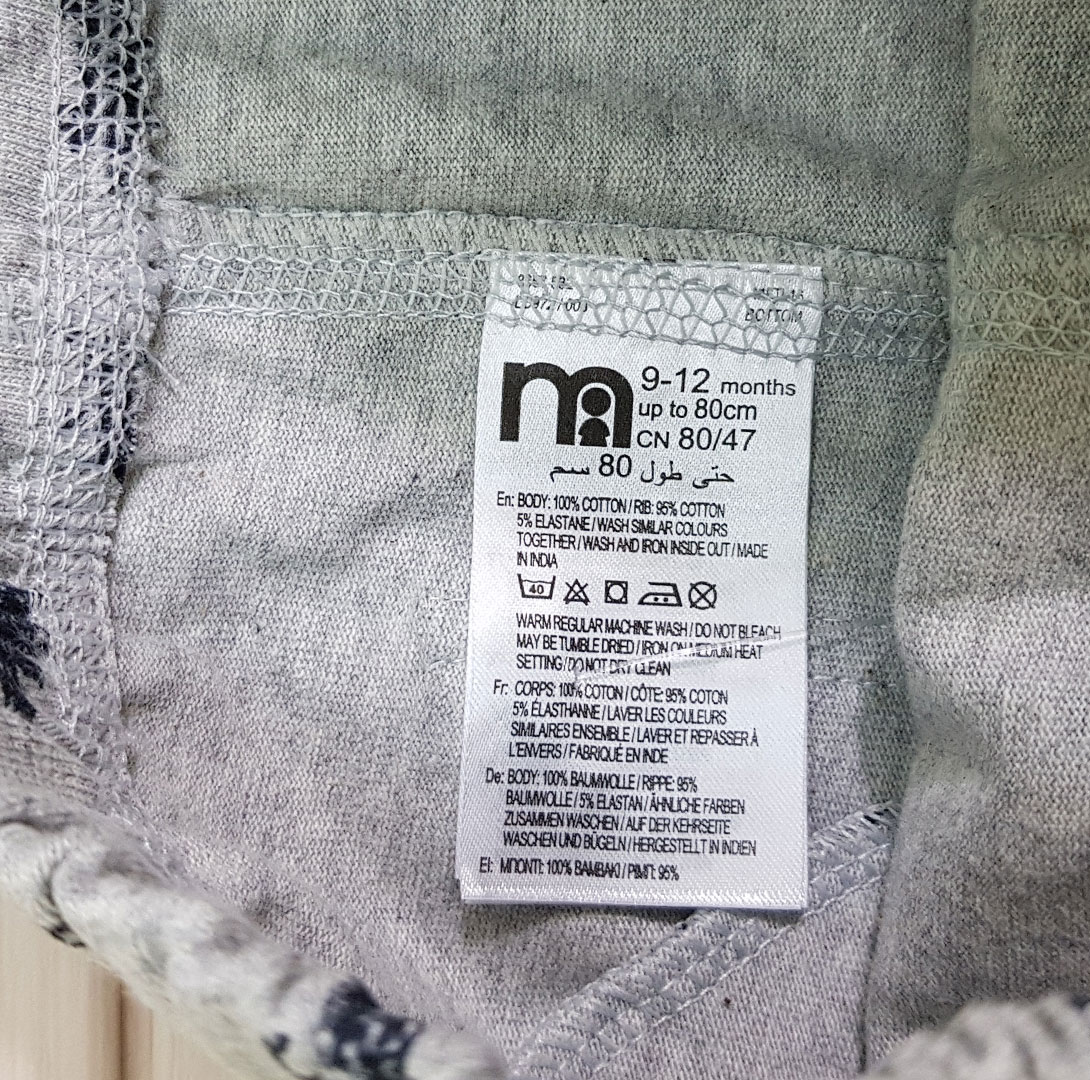 BOTTOM
m
9-12 months
up to 80cm
CN 80/47
حتى طول 80 سم
En: BODY: 100% COTTON / RIB: 95% COTTON
5% ELASTANE / WASH SIMILAR COLOURS
TOGETHER / WASH AND IRON INSIDE OUT / MADE
IN INDIA
40
WARM REGULAR MACHINE WASH / DO NOT BLEACH
MAY BE TUMBLE DRIED / IRON ON MEDIUM HEAT
SETTING / DO NOT DRY CLEAN
Fr: CORPS: 100% COTON / CÔTE: 95% COTON
5% ÉLASTHANNE / LAVER LES COULEURS
SIMILAIRES ENSEMBLE / LAVER ET REPASSER À
L'ENVERS / FABRIQUÉ EN INDE
De: BODY: 100% BAUMWOLLE / RIPPE: 95%
BAUMWOLLE / 5% ELASTAN / ÄHNLICHE FARBEN
ZUSAMMEN WASCHEN / AUF DER KEHRSEITE
WASCHEN UND BÜGELN / HERGESTELLT IN INDIEN
El: ΜΠΟΝΤΙ: 100% ΒΑΜΒΑΚΙ / ΡΙΜΠ: 95%